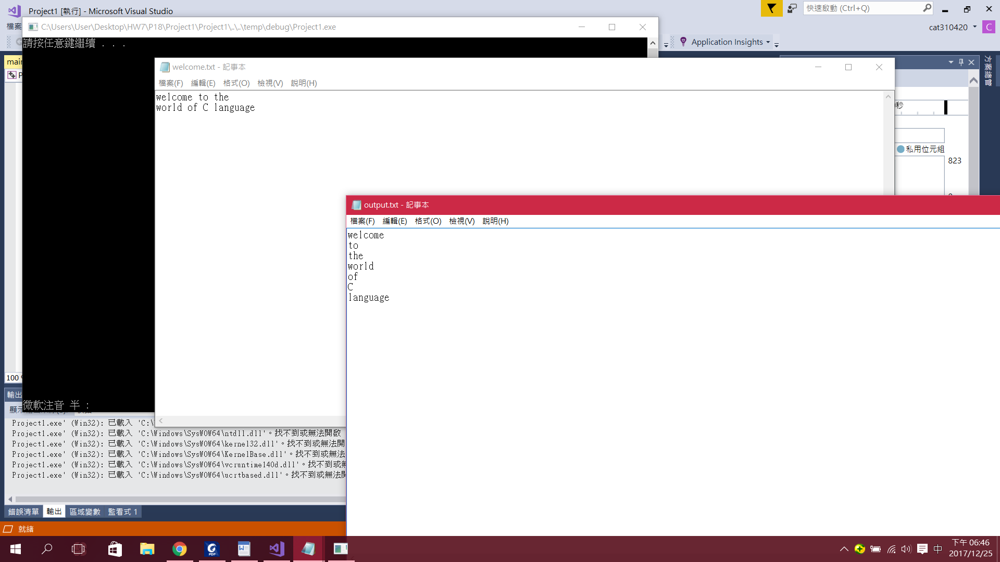 Project1 [執行] - Microsoft Visual Studio
快速啟動 (Ctrl+Q)
檔案
cat310420
C
C:\Users\User\Desktop\HW7\P18\Project1\Project1\..\..\temp\debug\Project1.exe
Application Insights
請按任意鍵繼續 . . .
main
P
welcome.txt - 記事本
檔案(F) 編輯(E) 格式(O) 檢視(V) 說明(H)
welcome to the
world of C language
方案總管
秒
私用位元組
823
output.txt - 記事本
檔案(F) 編輯(E) 格式(O) 檢視(V) 說明(H)
welcome
to
the
world
of
C
language
100
輸出
微軟注音 半 :
Project1.exe' (Win32): 已載入 'C:\
Project1.exe' (Win32): 已載入 'C:\Windows\SysWOW64\ntdll.dll'。找不到或無法開啟
Project1.exe' (Win32): 已載入 'C:\Windows\SysWOW64\kernel32.dll'。找不到或無法開
Project1.exe' (Win32): 已載入 'C:\Windows\SysWOW64\KernelBase.dll'。找不到或無法
Project1.exe' (Win32): 已載入 'C:\Windows\SysWOW64\vcruntime140d.dll'。找不到或無
Project1.exe' (Win32): 已載入 'C:\Windows\SysWOW64\ucrtbased.dll'。找不到或無法開
錯誤清單 輸出 區域變數 監看式 1
就緒
中
下午 06:46
2017/12/25